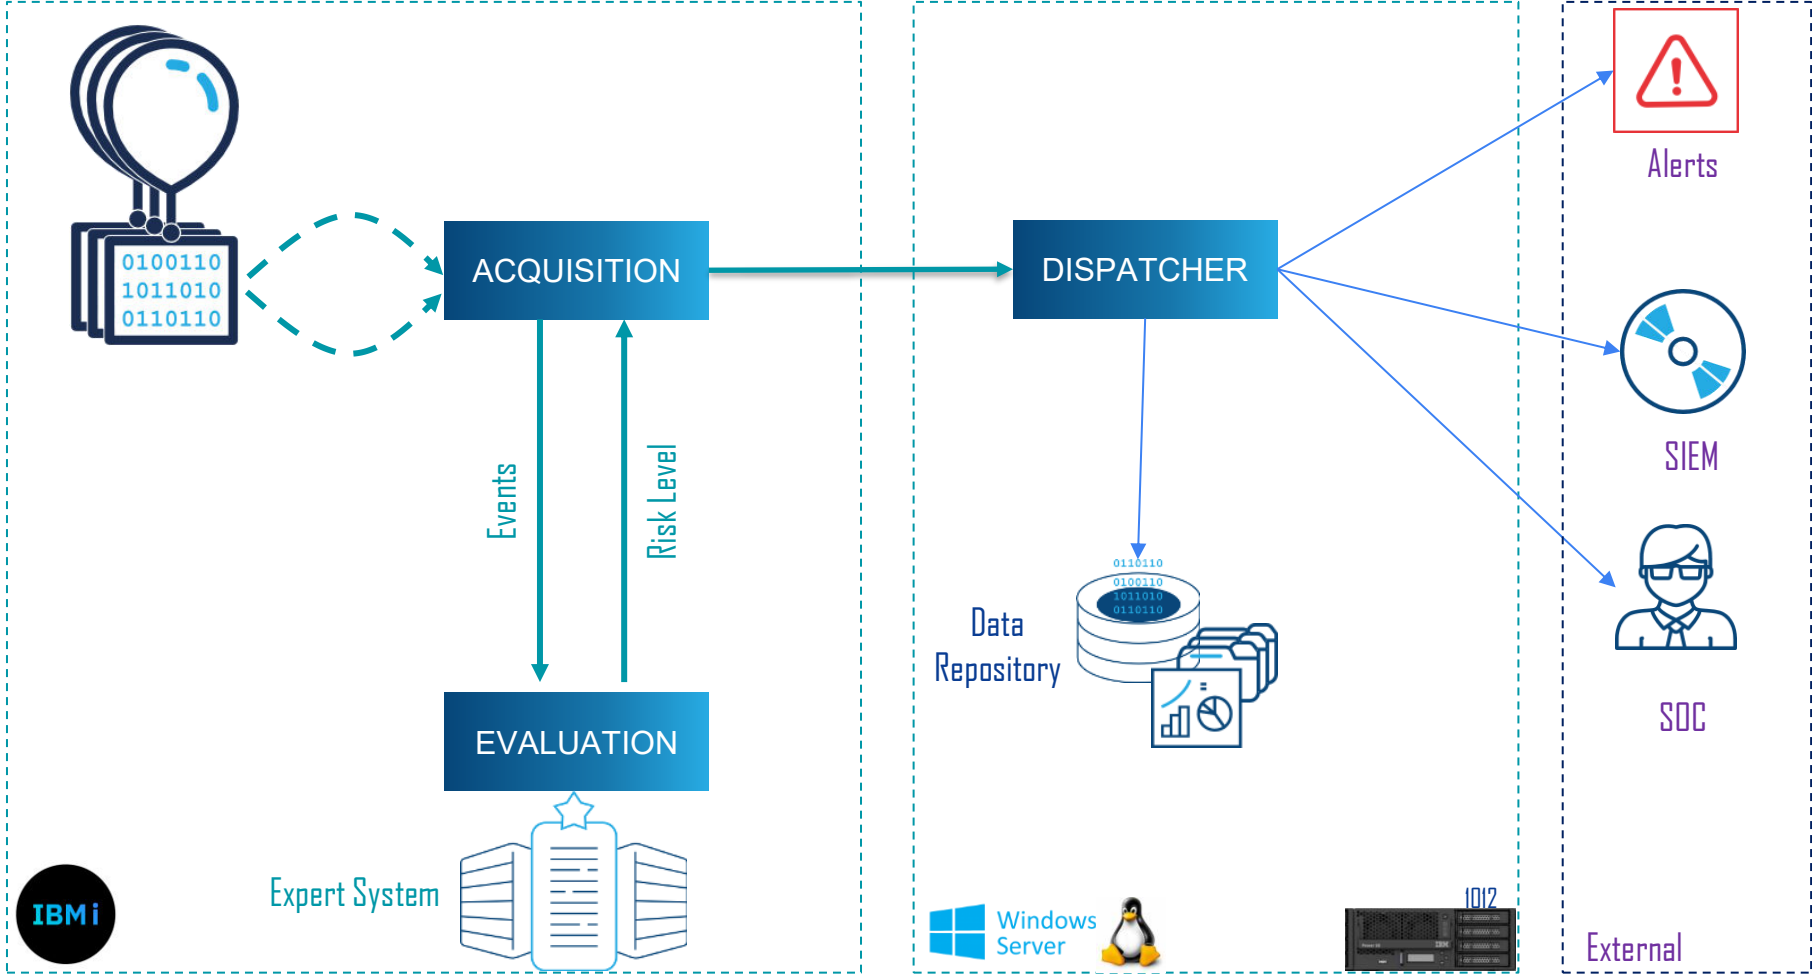 0100110
1011010
0110110
ACQUISITION
Events
Risk Level
EVALUATION
Expert System
IBM i
DISPATCHER
0110110
0100110
1011010
0110110
Data
Repository
Windows
Server
1012
IBM
Alerts
SIEM
SOC
External